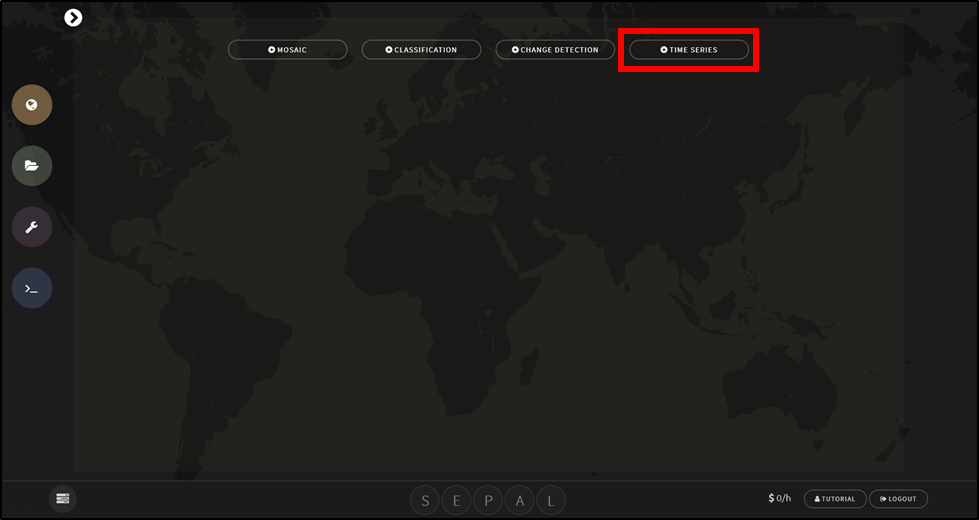 MOSAIC
CLASSIFICATION
CHANGE DETECTION
TIME SERIES
>_
S E P A L
$ 0/h
TUTORIAL
LOGOUT